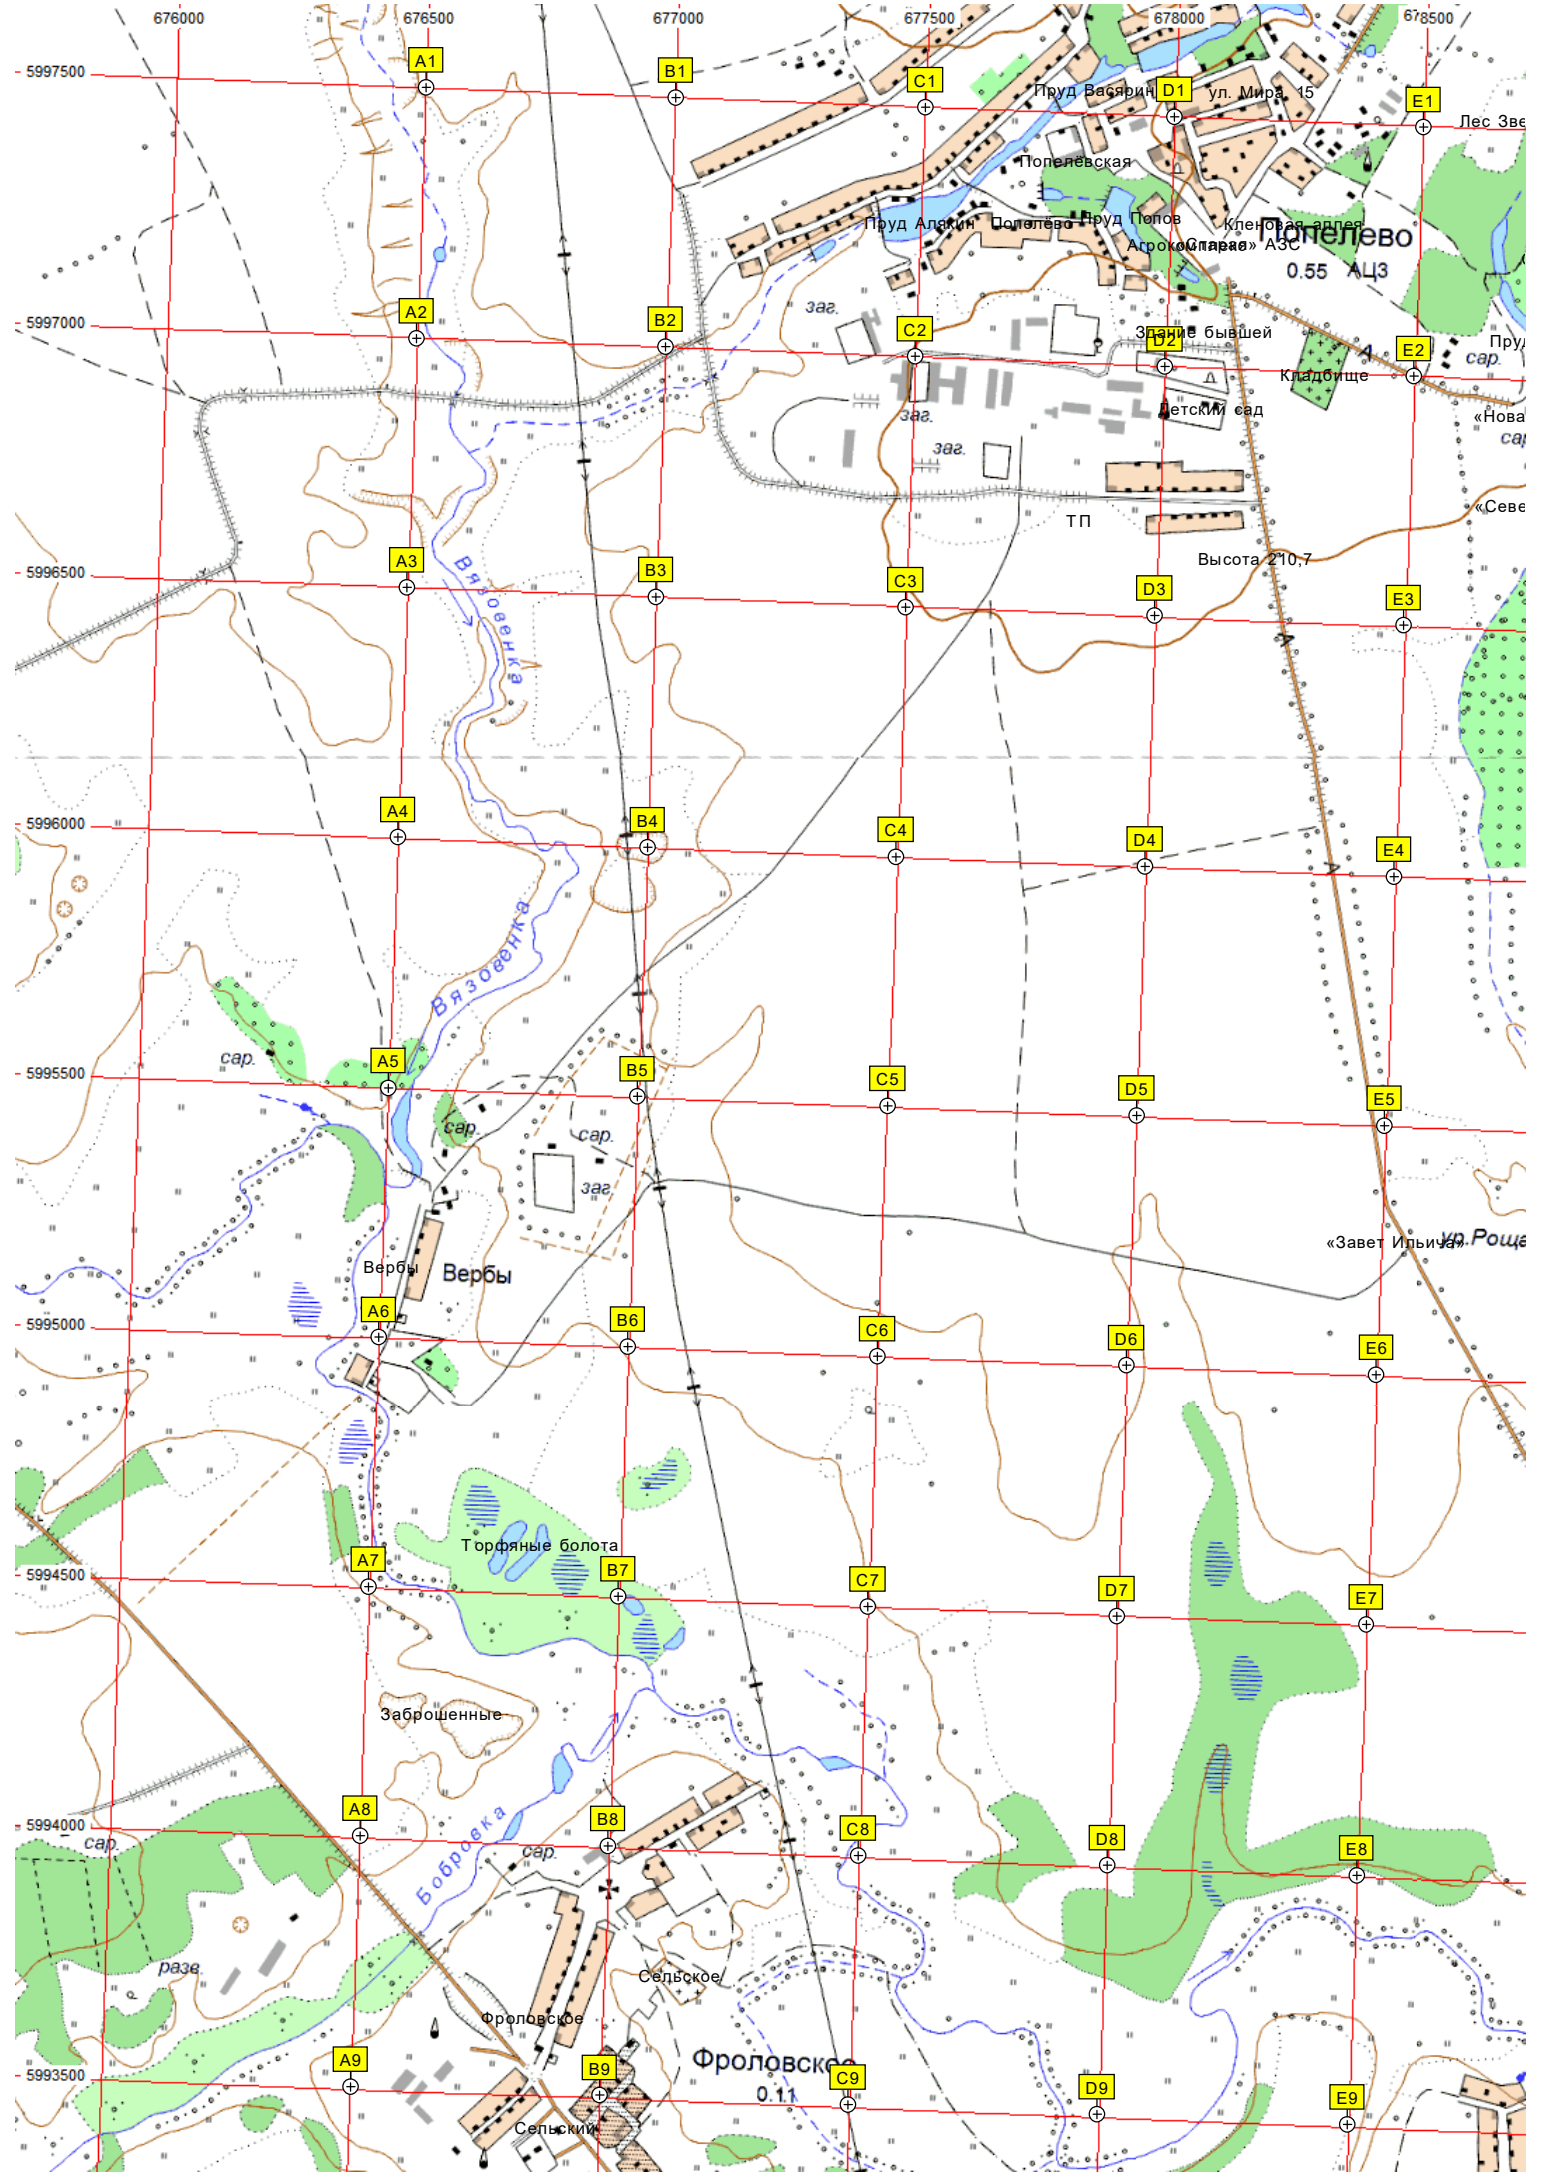 676000 676500 677000 677500 678000 678500
5997500 A1 B1 C1 D1 E1
Пруд Васярин ул. Мира, 15
Лес Зве
Попелёвская
Пруд Алякин Попелёво Пруд Попов Кленовая аллея
Попелево
Агрокомплекс «Старая» АЗС
0.55 АЦЗ
заг.
5997000 A2 B2 C2 D2 E2
Здание бывшей
Пру
А
сар.
Кладбище
Детский сад
заг.
«Нова
сар
заг.
«Севе
ТП
Вязовенка
Высота 210,7
5996500 A3 B3 C3 D3 E3
А
5996000 A4 B4 C4 D4 E4
А
Вязовенка
сар.
5995500 A5 B5 C5 D5 E5
сар.
сар.
заг.
«Завет Ильича»
ур.Роща
Вербы Вербы
5995000 A6 B6 C6 D6 E6
Торфяные болота
5994500 A7 B7 C7 D7 E7
Заброшенные
5994000 A8 B8 C8 D8 E8
сар.
сар.
Бобровка
разв.
Сельское
Фроловское
Фроловское
5993500 A9 B9 C9 D9 E9
0.11
Сельский